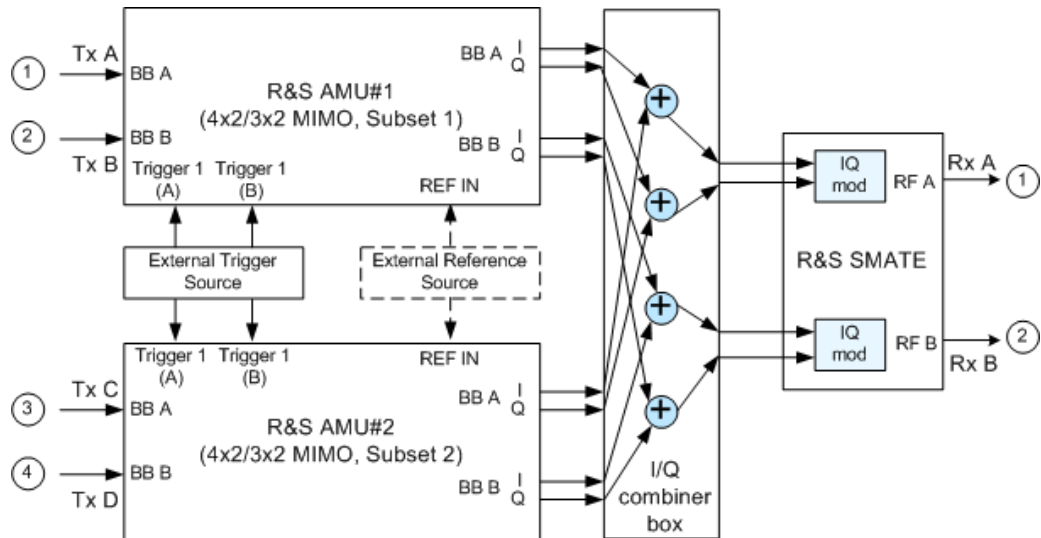 Tx A
1
BB A
2
BB B
Tx B
R&S AMU#1
(4x2/3x2 MIMO, Subset 1)
BB A
I
Q
BB B
I
Q
Trigger 1
(A)
Trigger 1
(B)
REF IN
External Trigger
Source
External Reference
Source
Trigger 1
(A)
Trigger 1
(B)
REF IN
Tx C
3
BB A
4
BB B
Tx D
R&S AMU#2
(4x2/3x2 MIMO, Subset 2)
BB A
I
Q
BB B
I
Q
+
+
+
+
I/Q
combiner
box
IQ
mod
RF A
Rx A
1
R&S SMATE
IQ
mod
RF B
Rx B
2